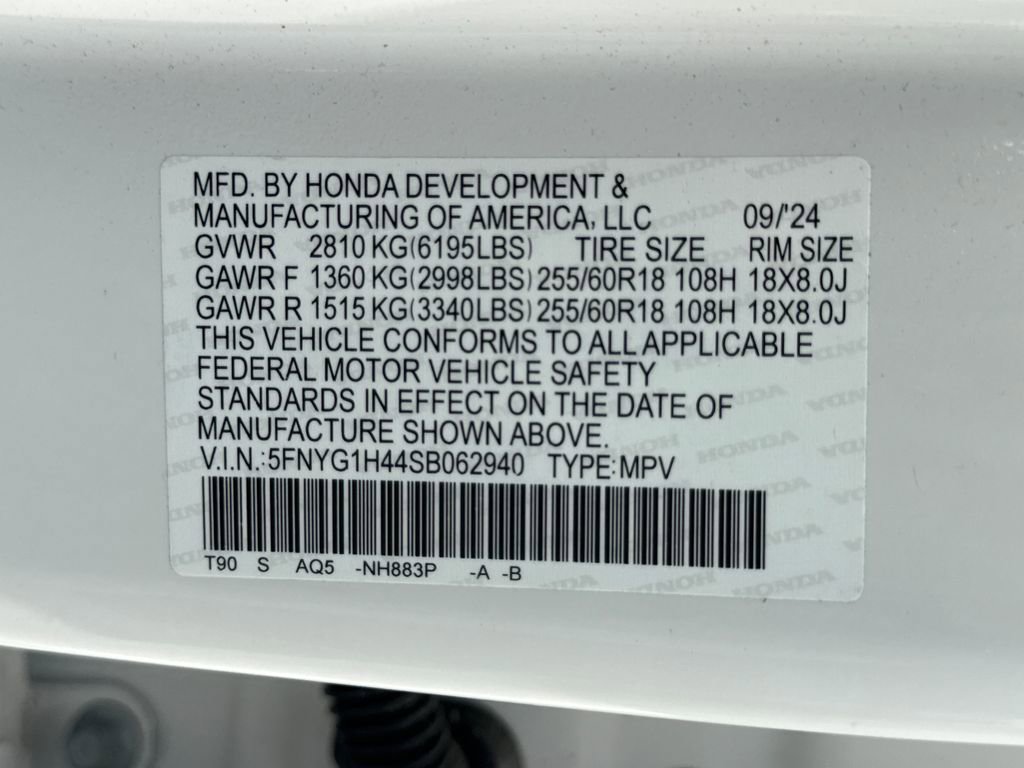 MFD. BY HONDA DEVELOPMENT &
MANUFACTURING OF AMERICA, LLC 09/'24
GVWR 2810 KG(6195LBS) TIRE SIZE RIM SIZE
GAWR F 1360 KG(2998LBS) 255/60R18 108H 18X8.0J
GAWR R 1515 KG(3340LBS) 255/60R18 108H 18X8.0J
THIS VEHICLE CONFORMS TO ALL APPLICABLE
FEDERAL MOTOR VEHICLE SAFETY
STANDARDS IN EFFECT ON THE DATE OF
MANUFACTURE SHOWN ABOVE.
V.I.N.:5FNYG1H44SB062940 TYPE:MPV
T90 S AQ5 -NH883P -A -B